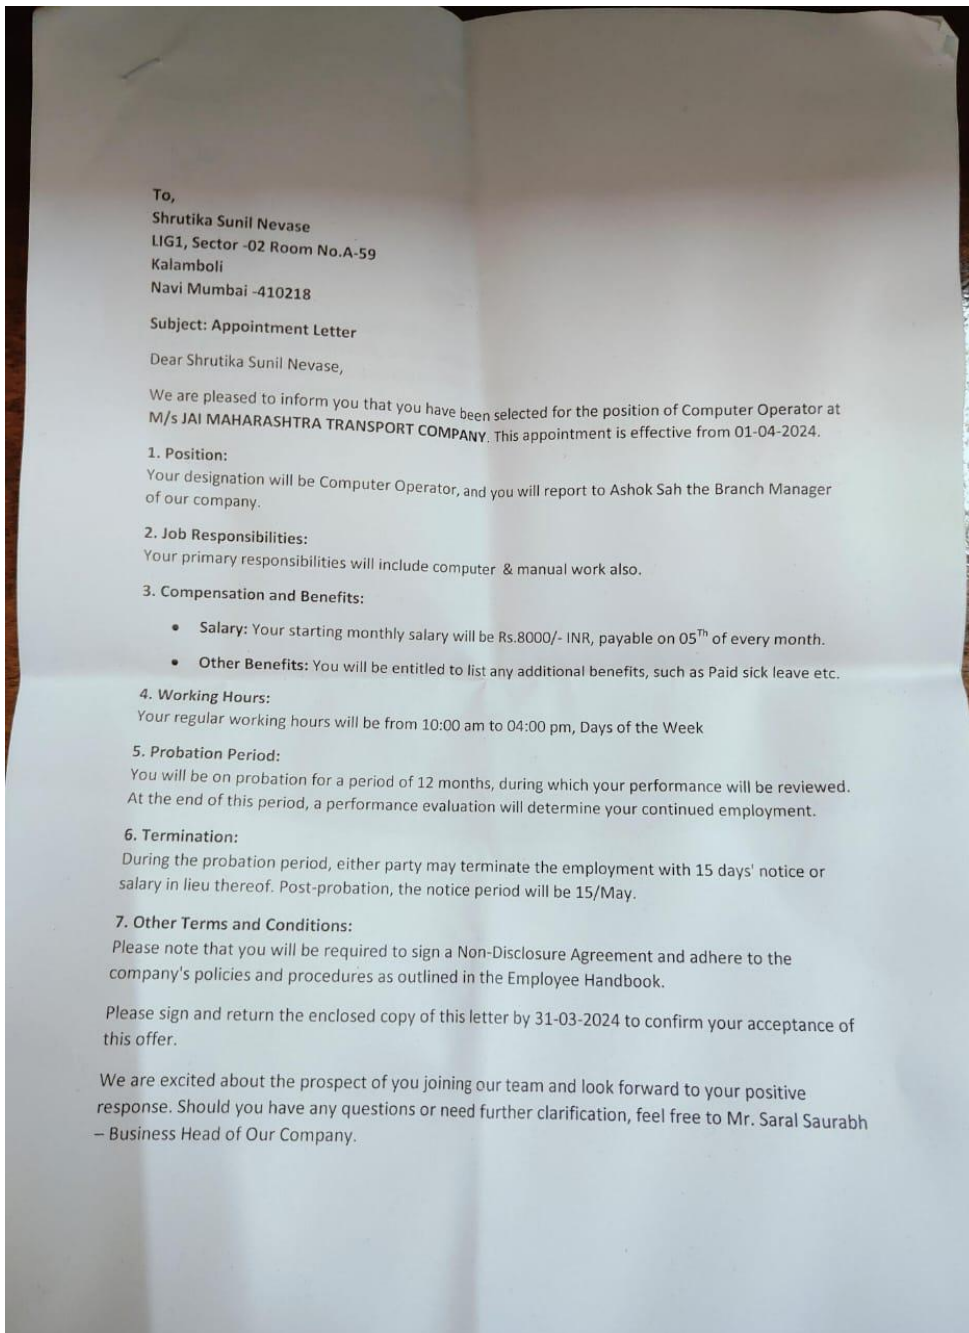 To,
Shrutika Sunil Nevase
LIG1, Sector -02 Room No.A-59
Kalamboli
Navi Mumbai -410218
Subject: Appointment Letter
Dear Shrutika Sunil Nevase,
We are pleased to inform you that you have been selected for the position of Computer Operator at
M/s JAI MAHARASHTRA TRANSPORT COMPANY. This appointment is effective from 01-04-2024.
1. Position:
Your designation will be Computer Operator, and you will report to Ashok Sah the Branch Manager
of our company.
2. Job Responsibilities:
Your primary responsibilities will include computer & manual work also.
3. Compensation and Benefits:
• Salary: Your starting monthly salary will be Rs.8000/- INR, payable on 05Th of every month.
• Other Benefits: You will be entitled to list any additional benefits, such as Paid sick leave etc.
4. Working Hours:
Your regular working hours will be from 10:00 am to 04:00 pm, Days of the Week
5. Probation Period:
You will be on probation for a period of 12 months, during which your performance will be reviewed.
At the end of this period, a performance evaluation will determine your continued employment.
6. Termination:
During the probation period, either party may terminate the employment with 15 days' notice or
salary in lieu thereof. Post-probation, the notice period will be 15/May.
7. Other Terms and Conditions:
Please note that you will be required to sign a Non-Disclosure Agreement and adhere to the
company's policies and procedures as outlined in the Employee Handbook.
Please sign and return the enclosed copy of this letter by 31-03-2024 to confirm your acceptance of
this offer.
We are excited about the prospect of you joining our team and look forward to your positive
response. Should you have any questions or need further clarification, feel free to Mr. Saral Saurabh
– Business Head of Our Company.